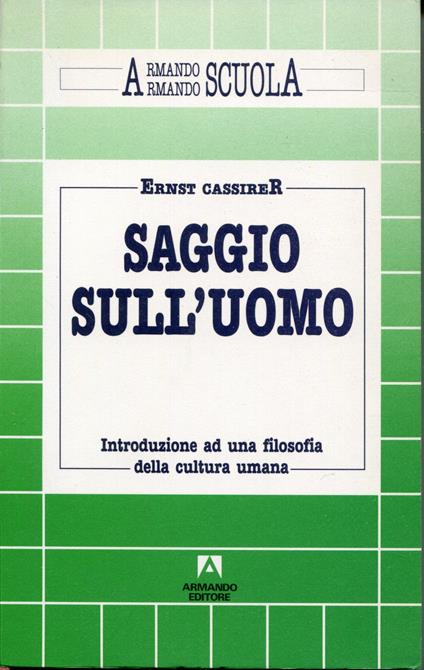 ARMANDO
ARMANDO SCUOLA
ERNST CASSIRER
SAGGIO
SULL'UOMO
Introduzione ad una filosofia
della cultura umana
ARMANDO
EDITORE